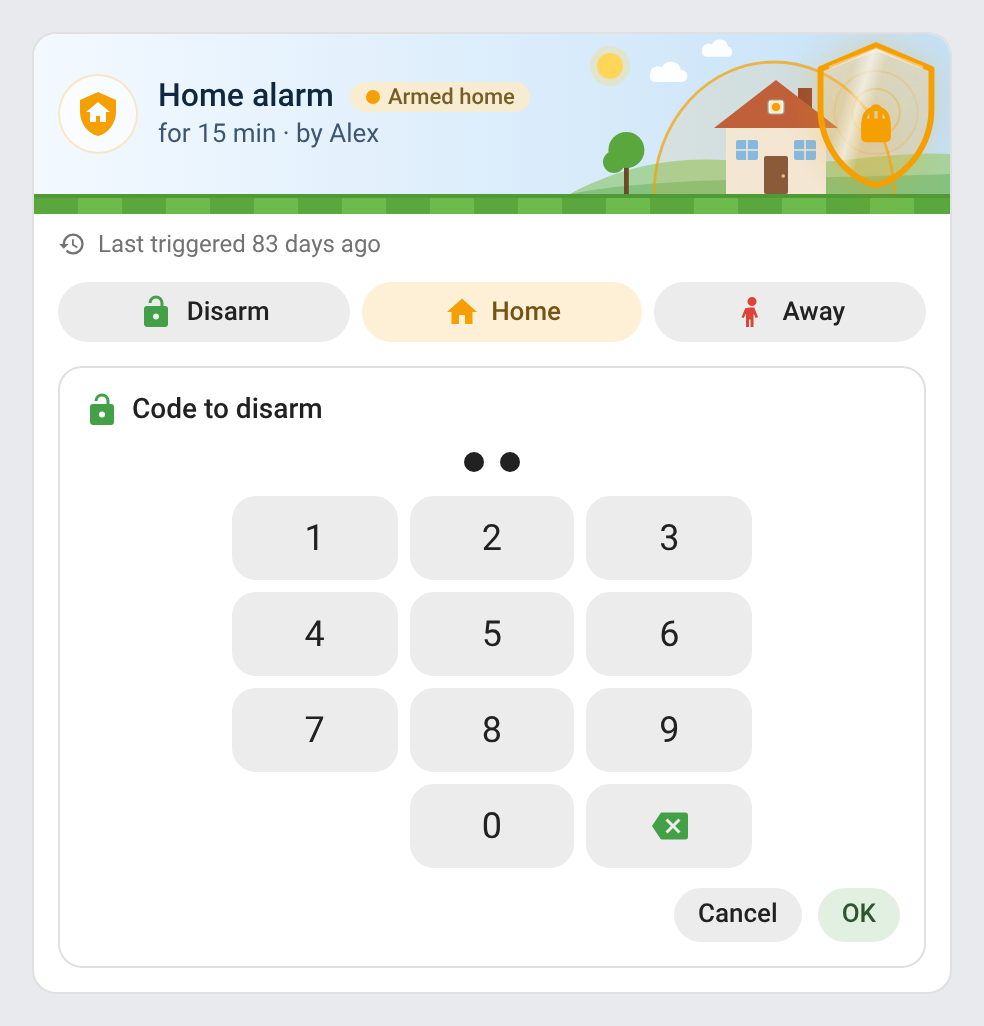 Home alarm
Armed home
for 15 min · by Alex
Last triggered 83 days ago
Disarm
Home
Away
Code to disarm
1 2 3
4 5 6
7 8 9
0
Cancel
OK